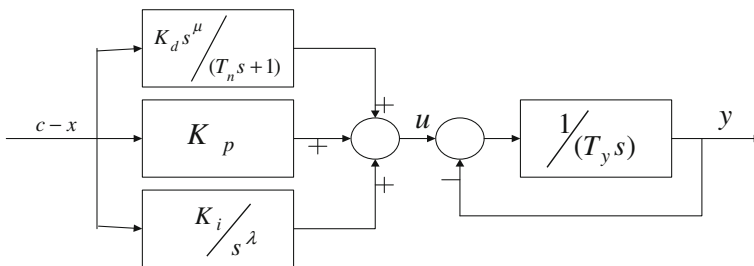 K_d s^μ / (T_n s + 1)
+
c − x
K_p
+
u
1/(T_y s)
y
+
−
K_i / s^λ